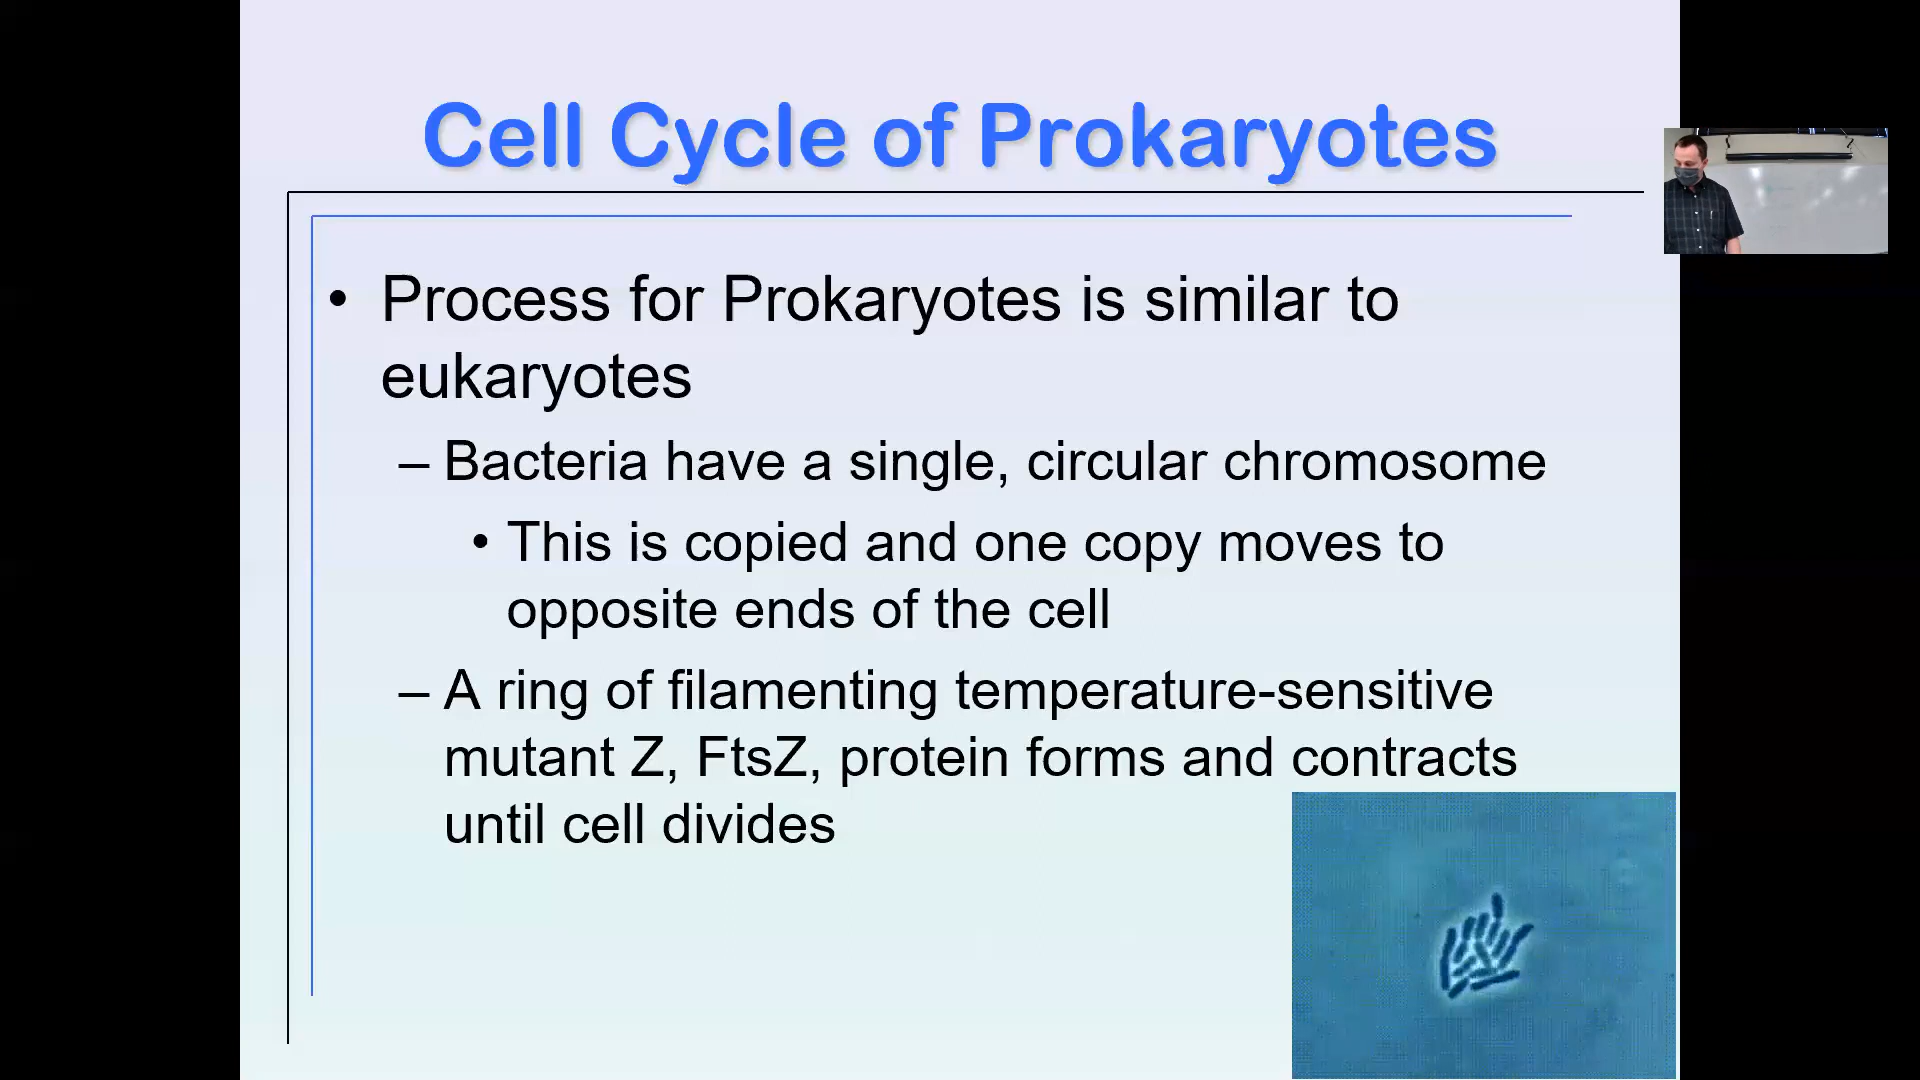 Cell Cycle of Prokaryotes
• Process for Prokaryotes is similar to
eukaryotes
– Bacteria have a single, circular chromosome
• This is copied and one copy moves to
opposite ends of the cell
– A ring of filamenting temperature-sensitive
mutant Z, FtsZ, protein forms and contracts
until cell divides